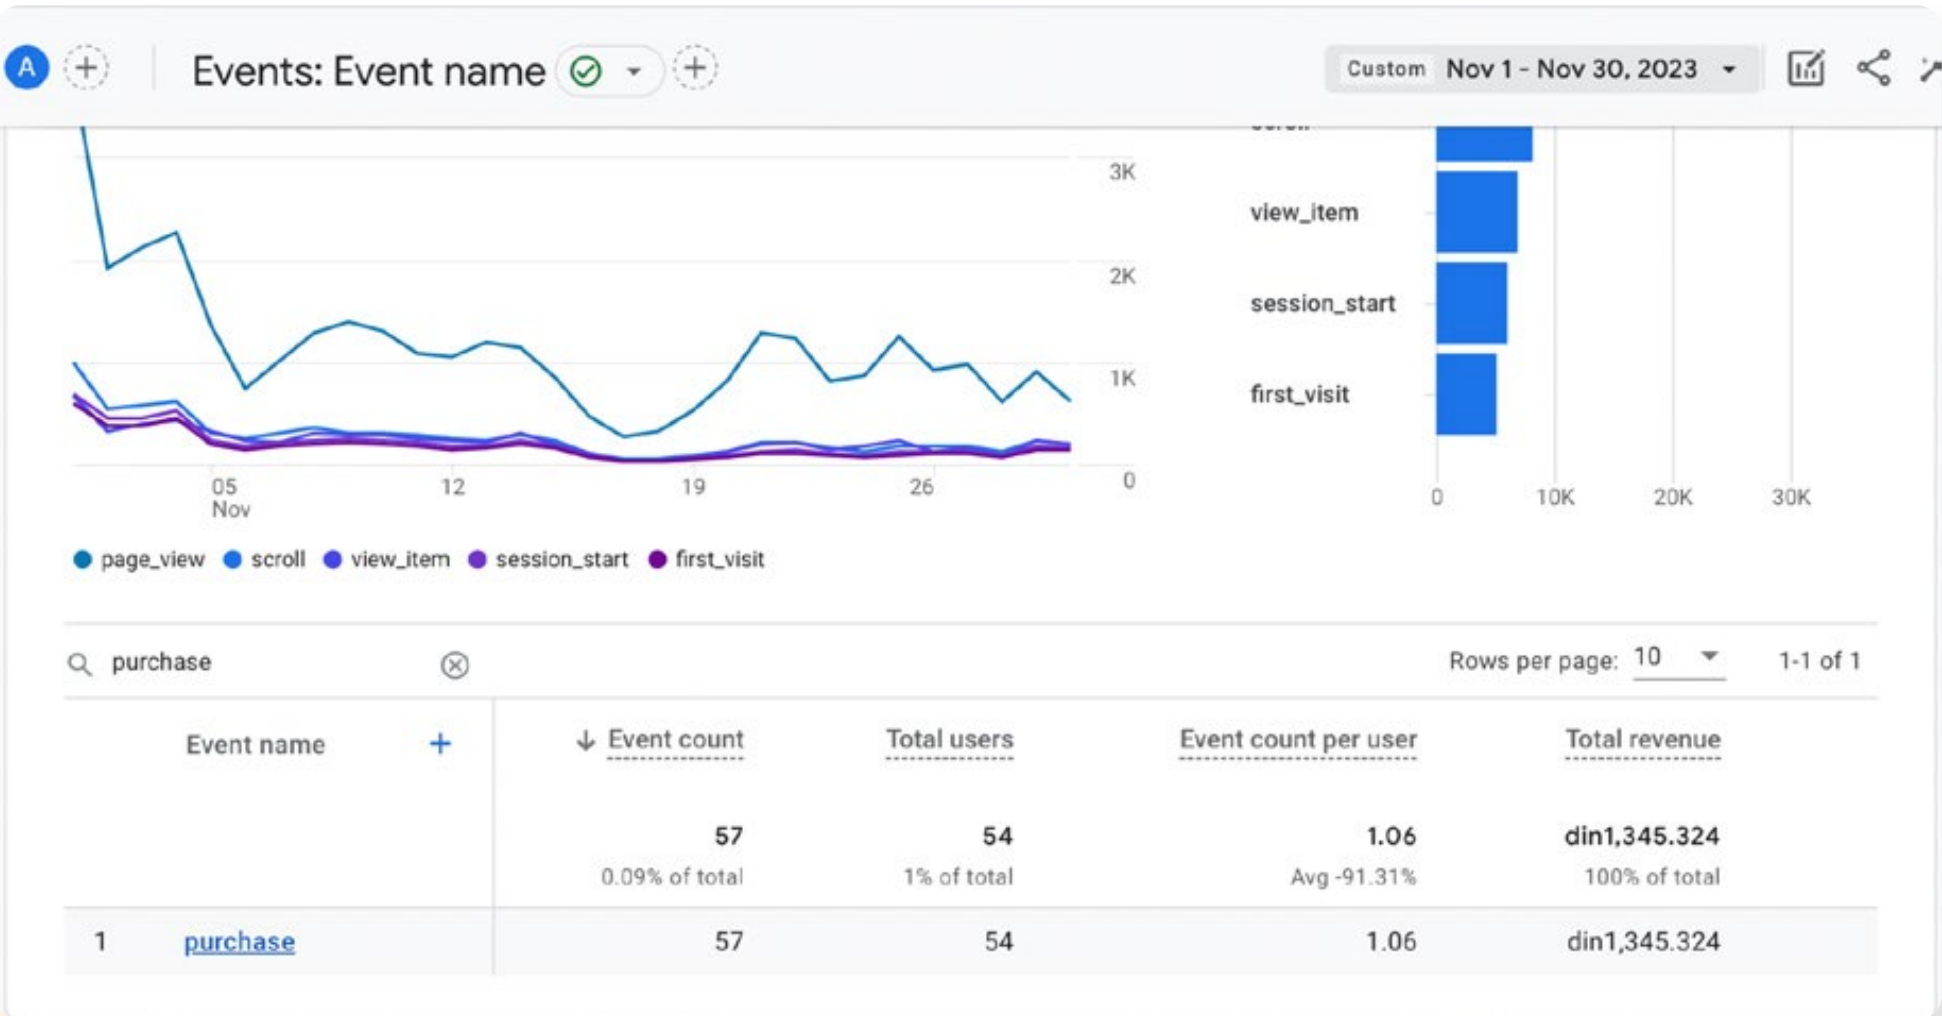 A
Events: Event name
Custom Nov 1 - Nov 30, 2023
3K
2K
1K
0
05
Nov
12
19
26
page_view scroll view_item session_start first_visit
view_item
session_start
first_visit
0 10K 20K 30K
purchase
Rows per page: 10 1-1 of 1
Event name + Event count Total users Event count per user Total revenue
57 54 1.06 din1,345.324
0.09% of total 1% of total Avg -91.31% 100% of total
1 purchase 57 54 1.06 din1,345.324